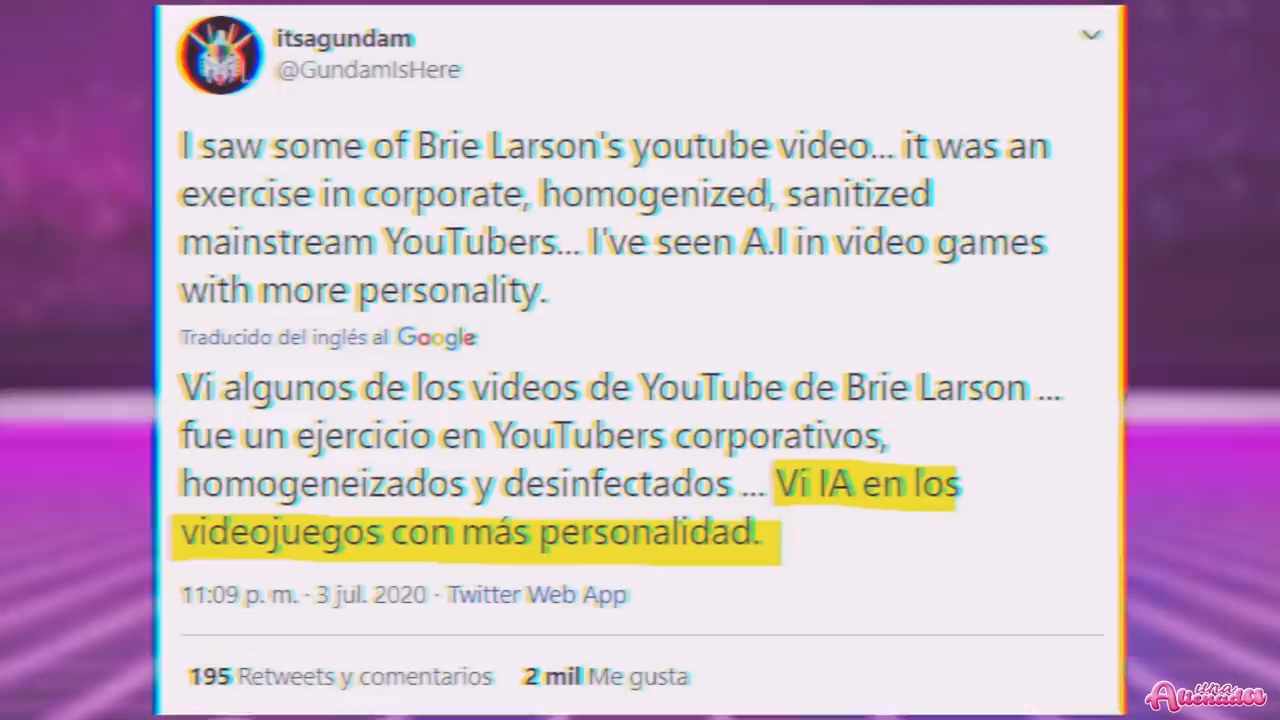 itsagundam
@GundamIsHere
I saw some of Brie Larson's youtube video... it was an
exercise in corporate, homogenized, sanitized
mainstream YouTubers... I've seen A.I in video games
with more personality.
Traducido del inglés al Google
Vi algunos de los videos de YouTube de Brie Larson ...
fue un ejercicio en YouTubers corporativos,
homogeneizados y desinfectados ... Vi IA en los
videojuegos con más personalidad.
11:09 p. m. · 3 jul. 2020 · Twitter Web App
195 Retweets y comentarios 2 mil Me gusta